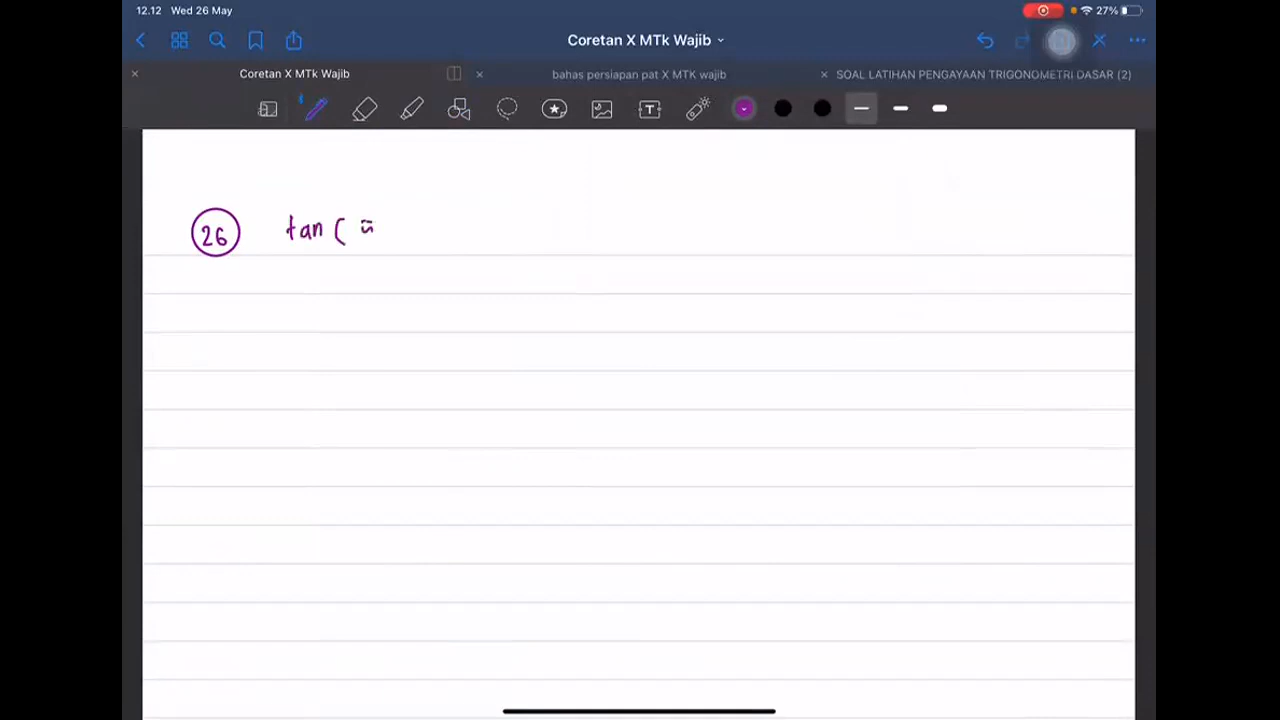 12.12 Wed 26 May 27%
Coretan X MTk Wajib
Coretan X MTk Wajib bahas persiapan pat X MTK wajib SOAL LATIHAN PENGAYAAN TRIGONOMETRI DASAR (2)
26 tan (